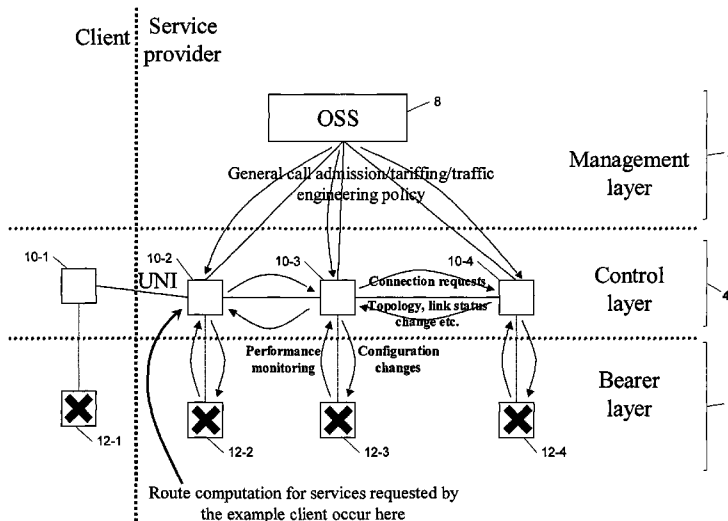 Client
Service
provider
8
OSS
General call admission/tariffing/traffic
engineering policy
Management
layer
10-1
10-2
10-3
10-4
UNI
Connection requests
Topology, link status
change etc.
Control
layer
4
Performance
monitoring
Configuration
changes
Bearer
layer
12-1
12-2
12-3
12-4
Route computation for services requested by
the example client occur here